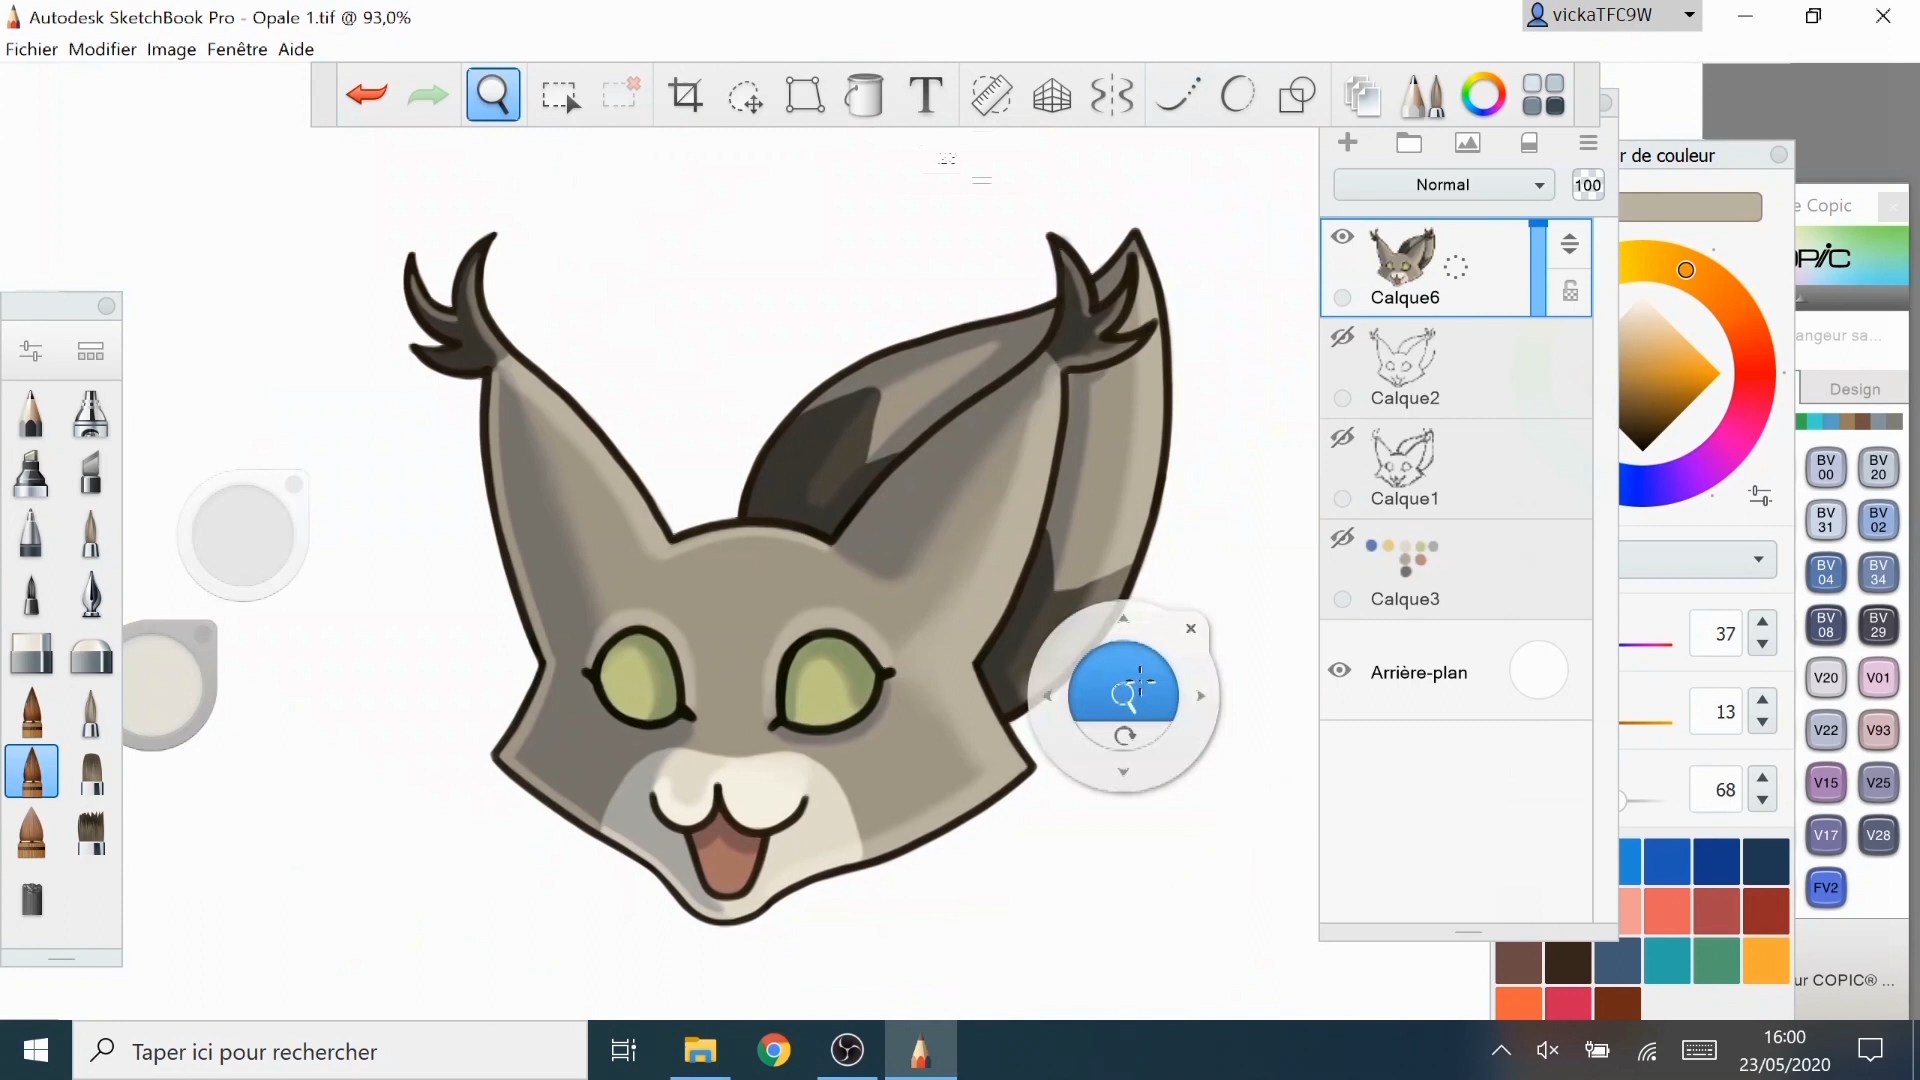 Autodesk SketchBook Pro - Opale 1.tif @ 93,0%
vickaTFC9W
Fichier Modifier Image Fenêtre Aide
T
r de couleur
Normal
100
e Copic
OPIC
Calque6
angeur sa...
Calque2
Design
Calque1
BV 00
BV 20
BV 31
BV 02
BV 04
BV 34
Calque3
BV 08
BV 29
37
Arrière-plan
V20
V01
13
V22
V93
68
V15
V25
V17
V28
FV2
ur COPIC® ...
Taper ici pour rechercher
16:00
23/05/2020